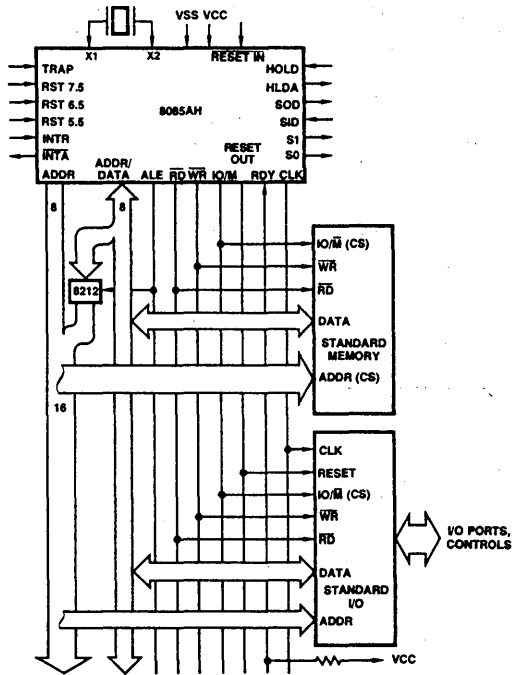 VSS VCC
X1 X2 RESET IN
TRAP HOLD
RST 7.5 HLDA
8085AH
RST 6.5 SOD
RST 5.5 SID
INTR RESET S1
INTA ADDR/ OUT S0
ADDR DATA ALE RD WR IO/M RDY CLK
8 8
IO/M (CS)
WR
8212 RD
DATA
STANDARD
MEMORY
ADDR (CS)
16
CLK
RESET
IO/M (CS)
WR
RD
I/O PORTS,
CONTROLS
DATA
STANDARD
I/O
ADDR
VCC